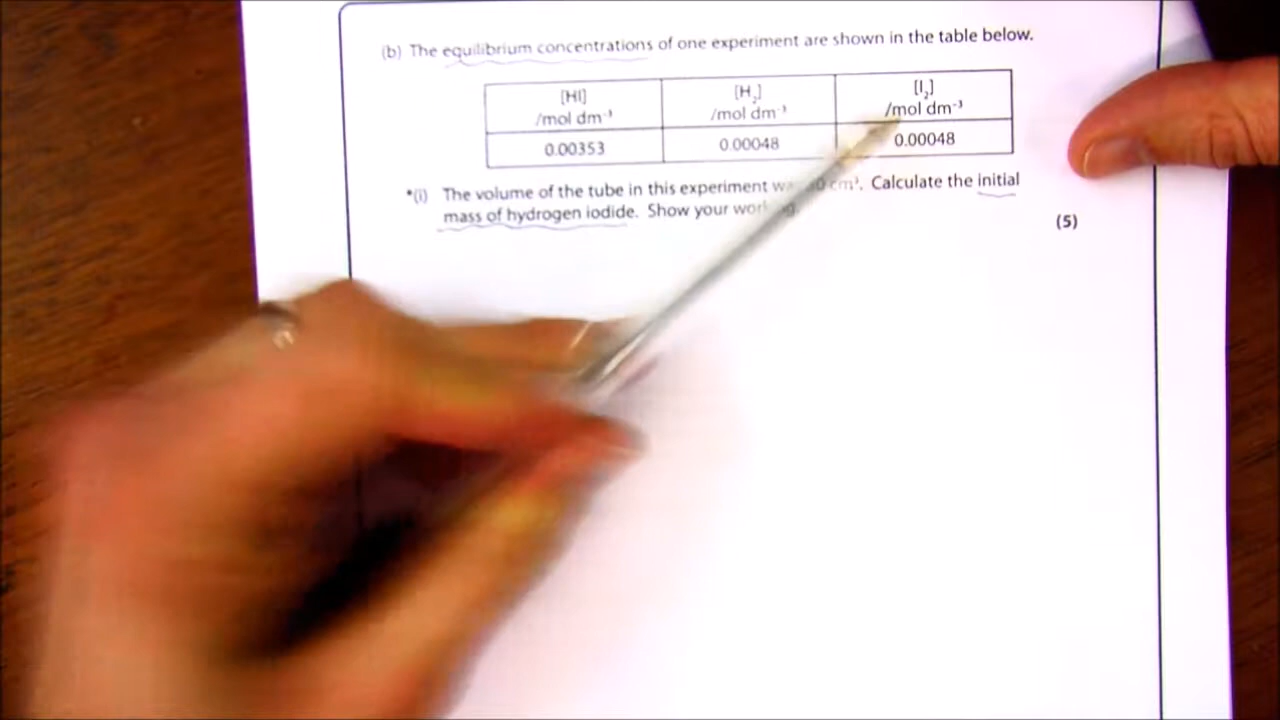 (b) The equilibrium concentrations of one experiment are shown in the table below.
[HI] /mol dm⁻³ [H₂] /mol dm⁻³ [I₂] /mol dm⁻³
0.00353 0.00048 0.00048
*(i) The volume of the tube in this experiment cm³. Calculate the initial
mass of hydrogen iodide. Show your
(5)